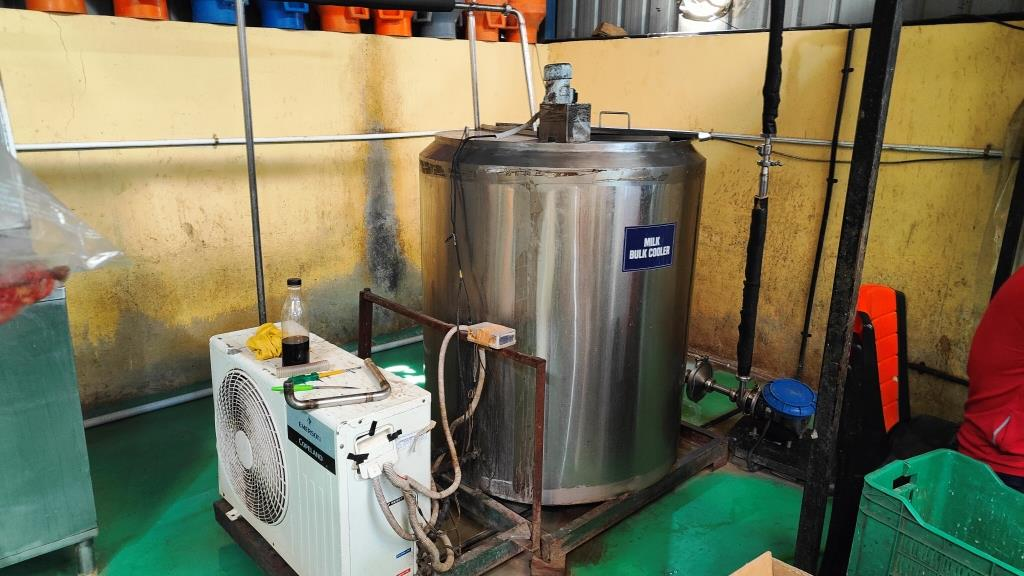 MILK
BULK COOLER
EMERSON
COPELAND